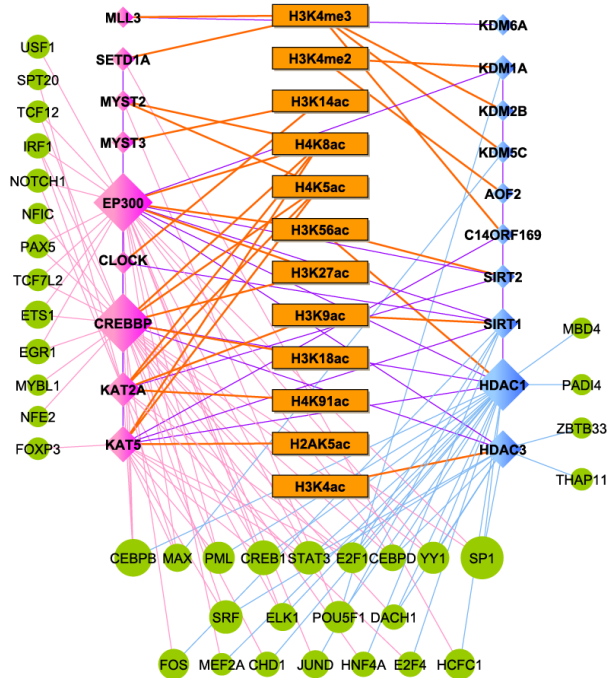 MLL3
H3K4me3
KDM6A
USF1
SETD1A
H3K4me2
KDM1A
SPT20
MYST2
H3K14ac
KDM2B
TCF12
MYST3
H4K8ac
KDM5C
IRF1
NOTCH1
H4K5ac
AOF2
EP300
NFIC
H3K56ac
C14ORF169
PAX5
CLOCK
H3K27ac
SIRT2
TCF7L2
ETS1
CREBBP
H3K9ac
SIRT1
MBD4
EGR1
H3K18ac
MYBL1
KAT2A
H4K91ac
HDAC1
PADI4
NFE2
FOXP3
KAT5
H2AK5ac
HDAC3
ZBTB33
H3K4ac
THAP11
CEBPB
MAX
PML
CREB1
STAT3
E2F1
CEBPD
YY1
SP1
SRF
ELK1
POU5F1
DACH1
FOS
MEF2A
CHD1
JUND
HNF4A
E2F4
HCFC1